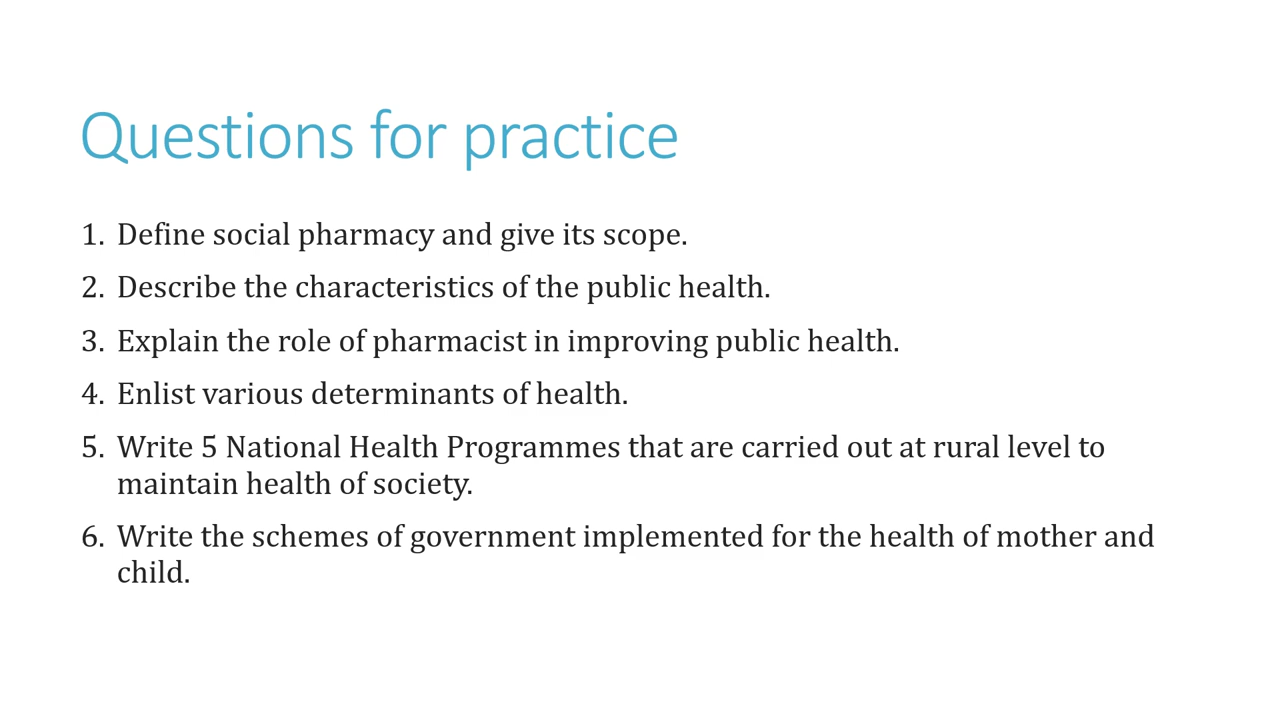 Questions for practice
1. Define social pharmacy and give its scope.
2. Describe the characteristics of the public health.
3. Explain the role of pharmacist in improving public health.
4. Enlist various determinants of health.
5. Write 5 National Health Programmes that are carried out at rural level to
maintain health of society.
6. Write the schemes of government implemented for the health of mother and
child.